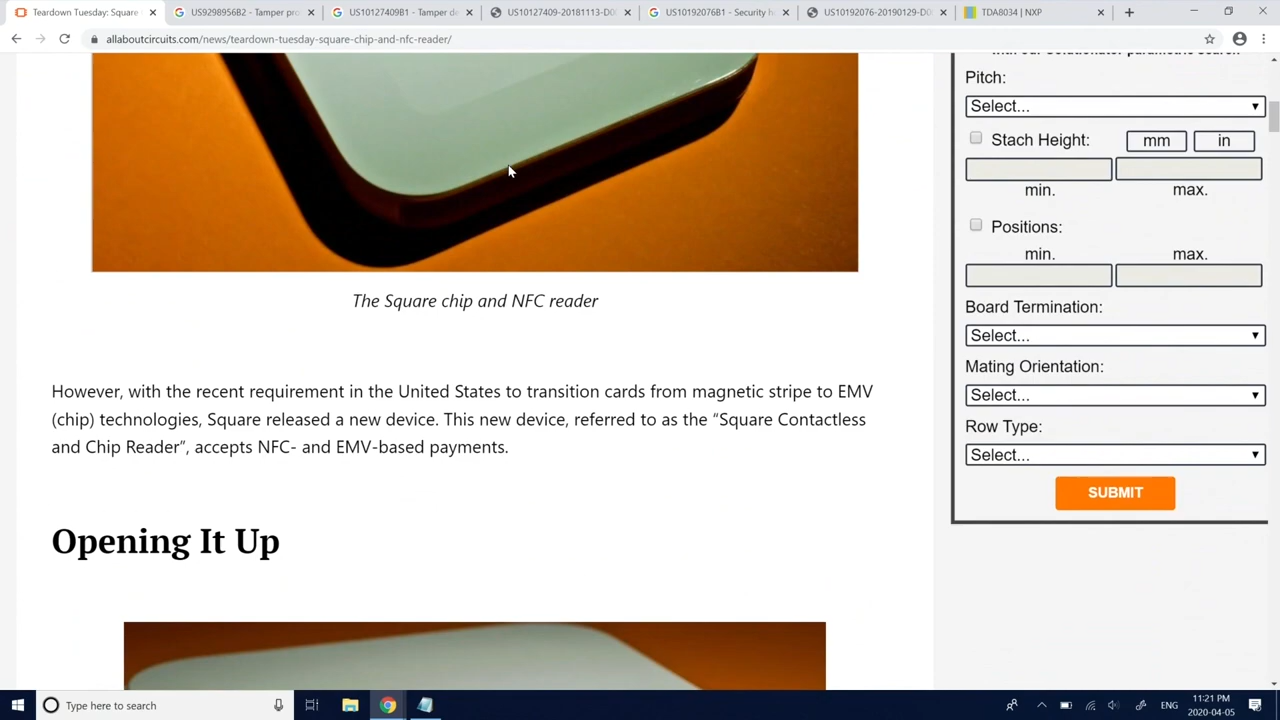 Teardown Tuesday: Square
US9298956B2 - Tamper pro
US10127409B1 - Tamper d
US10127409-20181113-D0
US10192076B1 - Security h
US10192076-20190129-D0
TDA8034 | NXP
allaboutcircuits.com/news/teardown-tuesday-square-chip-and-nfc-reader/
Pitch:
Select...
Stach Height:
mm
in
min.
max.
Positions:
min.
max.
Board Termination:
Select...
Mating Orientation:
Select...
Row Type:
Select...
SUBMIT
The Square chip and NFC reader
However, with the recent requirement in the United States to transition cards from magnetic stripe to EMV
(chip) technologies, Square released a new device. This new device, referred to as the “Square Contactless
and Chip Reader”, accepts NFC- and EMV-based payments.
Opening It Up
Type here to search
ENG
11:21 PM
2020-04-05